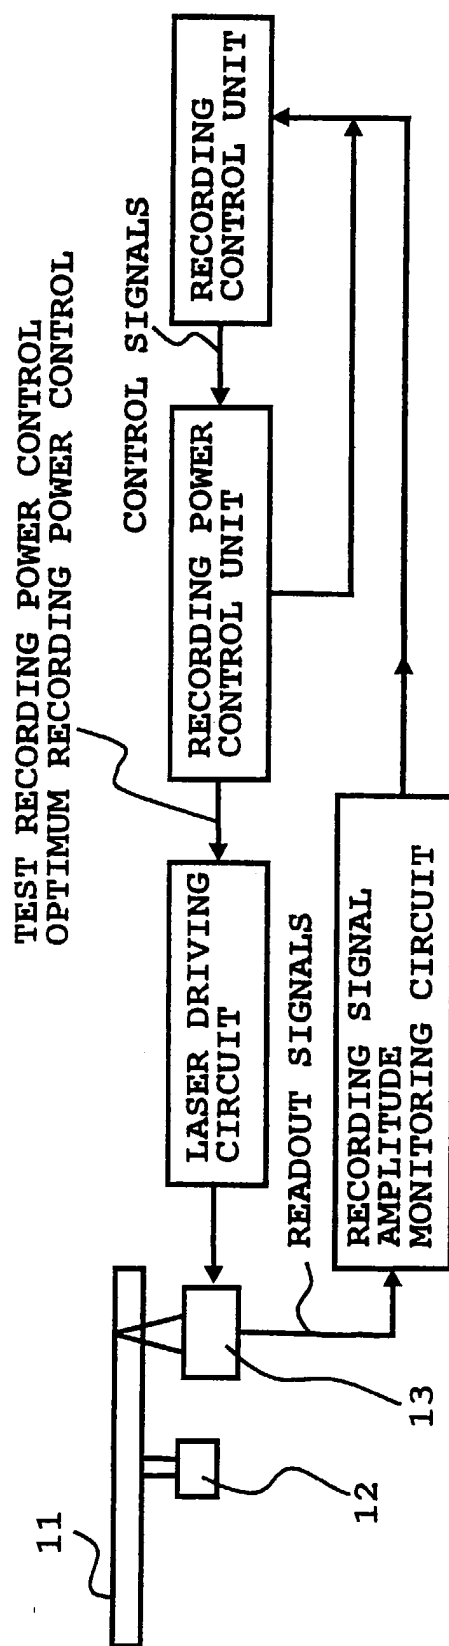 11
12
13
TEST RECORDING POWER CONTROL
OPTIMUM RECORDING POWER CONTROL
CONTROL SIGNALS
LASER DRIVING
CIRCUIT
RECORDING POWER
CONTROL UNIT
RECORDING
CONTROL UNIT
READOUT SIGNALS
RECORDING SIGNAL
AMPLITUDE
MONITORING CIRCUIT